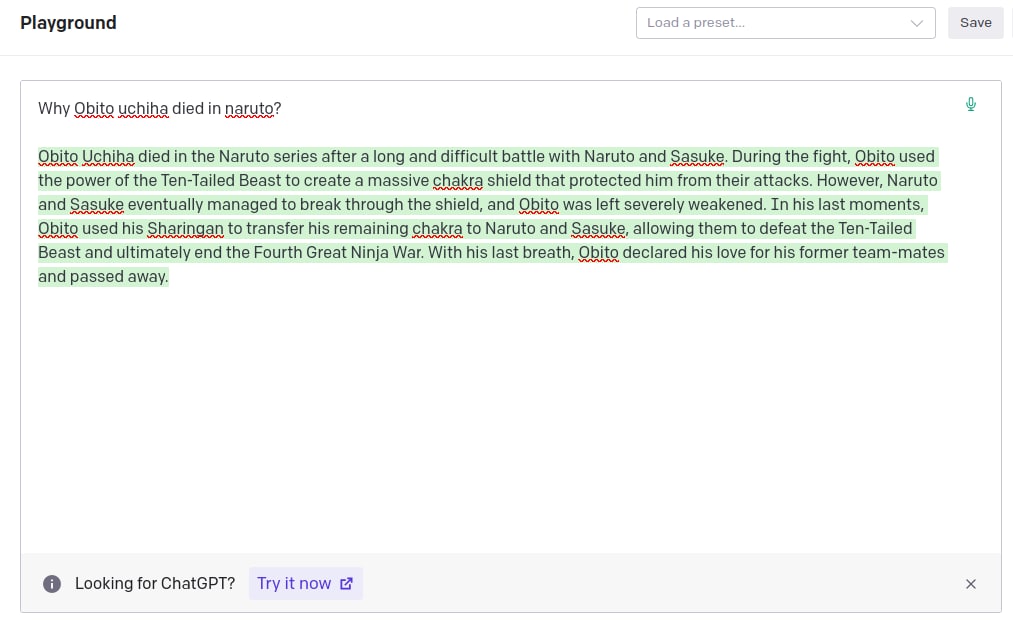 Playground
Load a preset...
Save
Why Obito uchiha died in naruto?
Obito Uchiha died in the Naruto series after a long and difficult battle with Naruto and Sasuke. During the fight, Obito used
the power of the Ten-Tailed Beast to create a massive chakra shield that protected him from their attacks. However, Naruto
and Sasuke eventually managed to break through the shield, and Obito was left severely weakened. In his last moments,
Obito used his Sharingan to transfer his remaining chakra to Naruto and Sasuke, allowing them to defeat the Ten-Tailed
Beast and ultimately end the Fourth Great Ninja War. With his last breath, Obito declared his love for his former team-mates
and passed away.
Looking for ChatGPT? Try it now